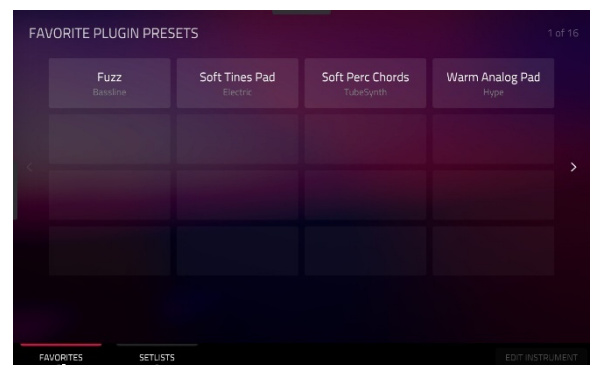 FAVORITE PLUGIN PRESETS
1 of 16
Fuzz
Bassline
Soft Tines Pad
Electric
Soft Perc Chords
TubeSynth
Warm Analog Pad
Hype
FAVORITES
SETLISTS
EDIT INSTRUMENT